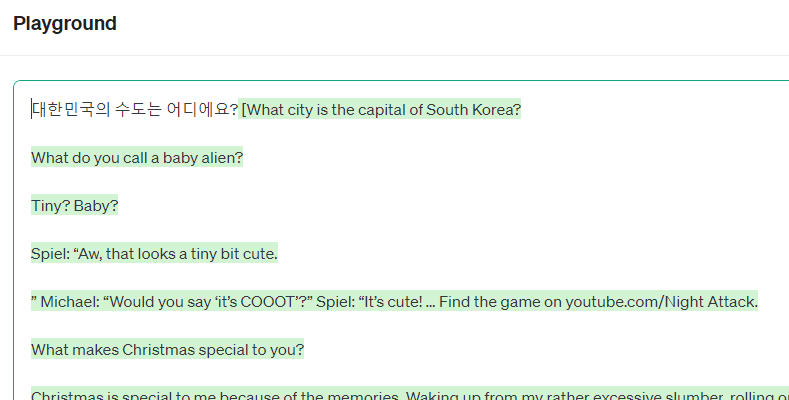 Playground
대한민국의 수도는 어디에요? [What city is the capital of South Korea?
What do you call a baby alien?
Tiny? Baby?
Spiel: “Aw, that looks a tiny bit cute.
” Michael: “Would you say ‘it’s COOOT’?” Spiel: “It’s cute! ... Find the game on youtube.com/Night Attack.
What makes Christmas special to you?
Christmas is special to me because of the memories. Waking up from my rather excessive slumber, rolling